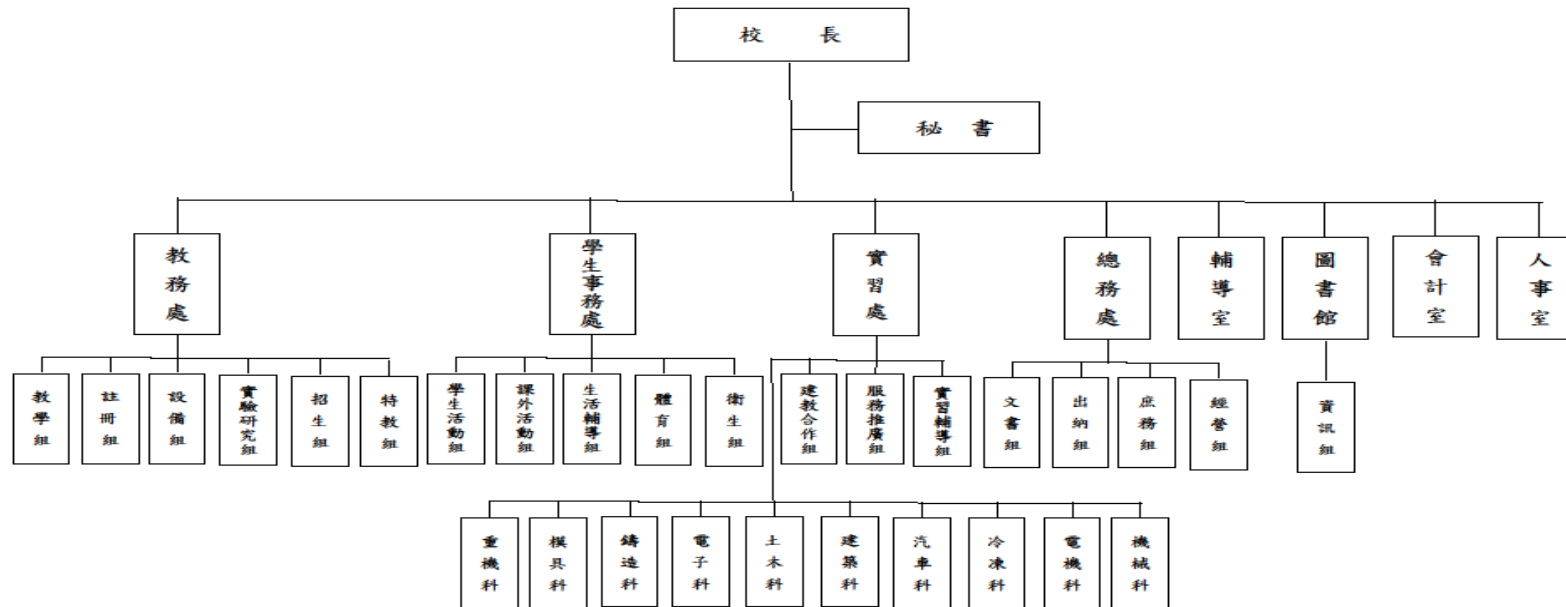 校 長
秘 書
教務處
學生事務處
實習處
總務處
輔導室
圖書館
會計室
人事室
教學組
註冊組
設備組
實驗研究組
招生組
特教組
學生活動組
課外活動組
生活輔導組
體育組
衛生組
建教合作組
服務推廣組
實習輔導組
文書組
出納組
庶務組
經營組
資訊組
重機科
模具科
鑄造科
電子科
土木科
建築科
汽車科
冷凍科
電機科
機械科